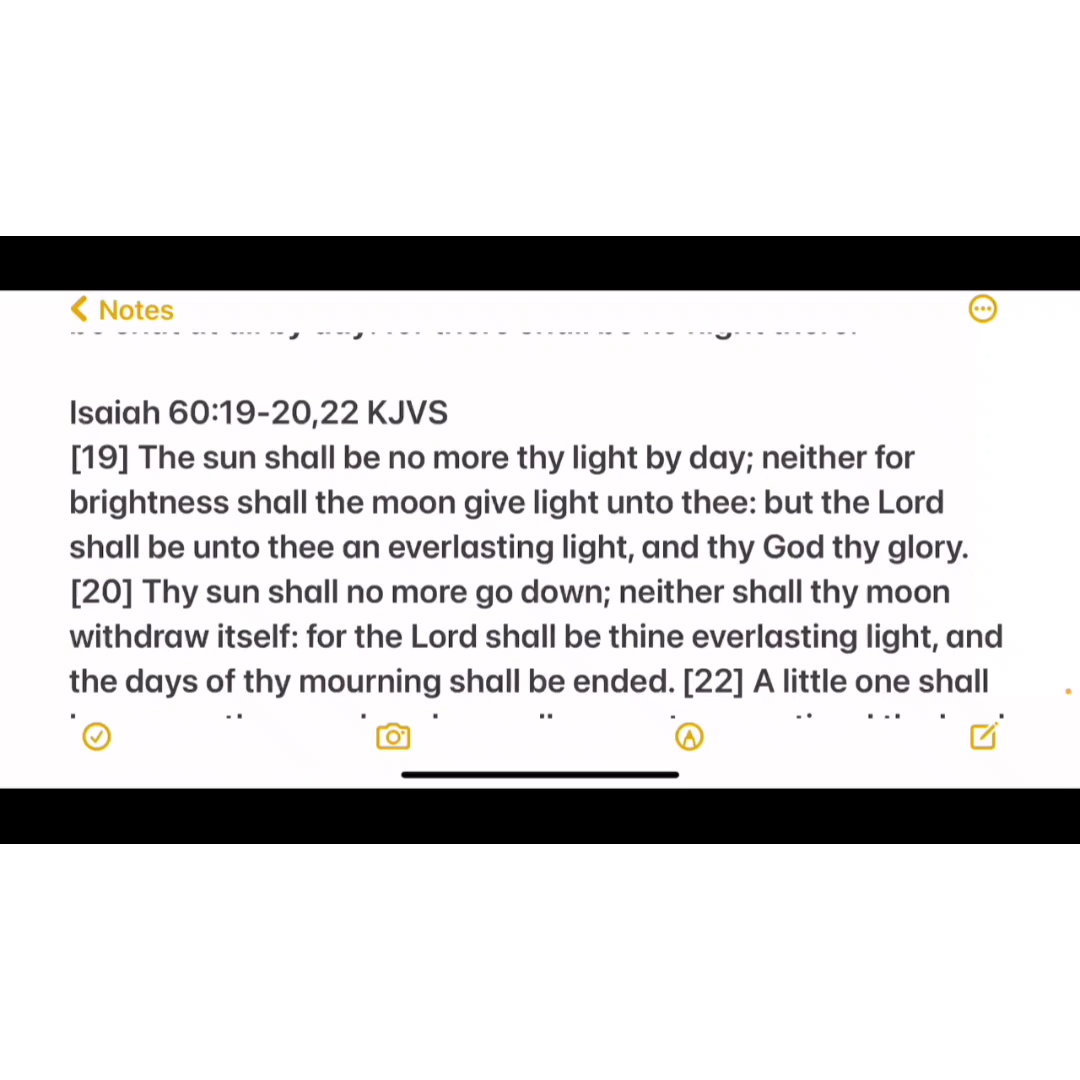 Notes
Isaiah 60:19-20,22 KJVS
[19] The sun shall be no more thy light by day; neither for
brightness shall the moon give light unto thee: but the Lord
shall be unto thee an everlasting light, and thy God thy glory.
[20] Thy sun shall no more go down; neither shall thy moon
withdraw itself: for the Lord shall be thine everlasting light, and
the days of thy mourning shall be ended. [22] A little one shall